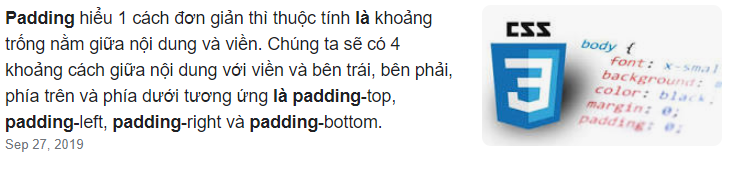 Padding hiểu 1 cách đơn giản thì thuộc tính là khoảng
trống nằm giữa nội dung và viền. Chúng ta sẽ có 4
khoảng cách giữa nội dung với viền và bên trái, bên phải,
phía trên và phía dưới tương ứng là padding-top,
padding-left, padding-right và padding-bottom.
Sep 27, 2019
CSS
3
body {
font: x-smal
background:
color: black;
margin: 0;
padding: 0;